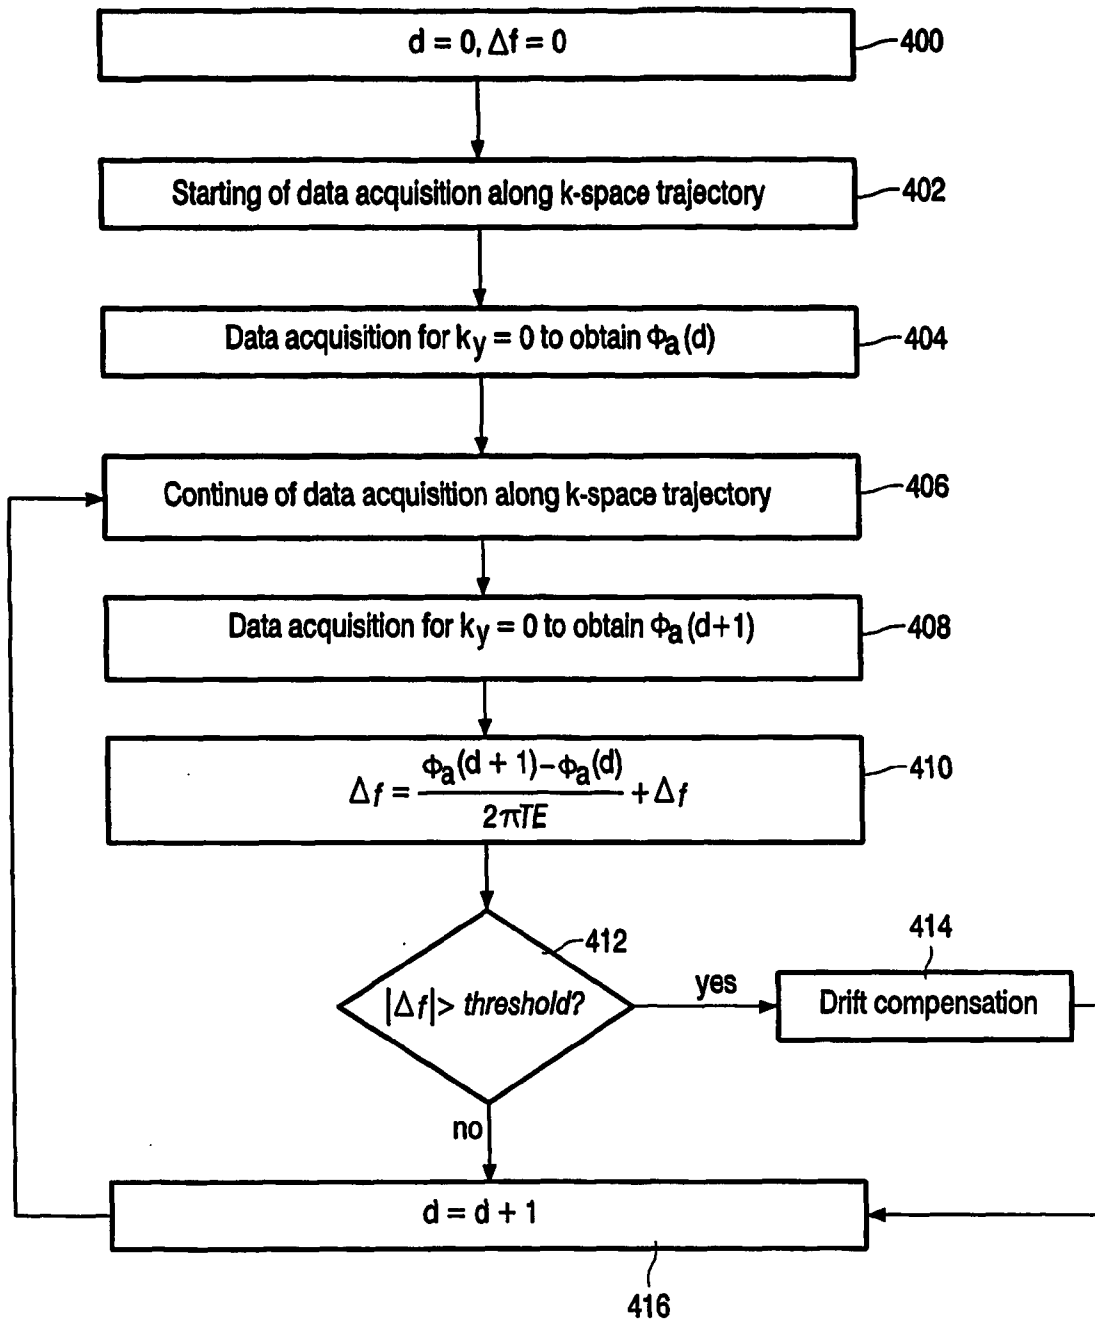 d = 0, Δf = 0
400
Starting of data acquisition along k-space trajectory
402
Data acquisition for ky = 0 to obtain Φa(d)
404
Continue of data acquisition along k-space trajectory
406
Data acquisition for ky = 0 to obtain Φa(d+1)
408
Δf = Φa(d + 1) – Φa(d) / 2πTE + Δf
410
412
|Δf| > threshold?
yes
414
Drift compensation
no
d = d + 1
416